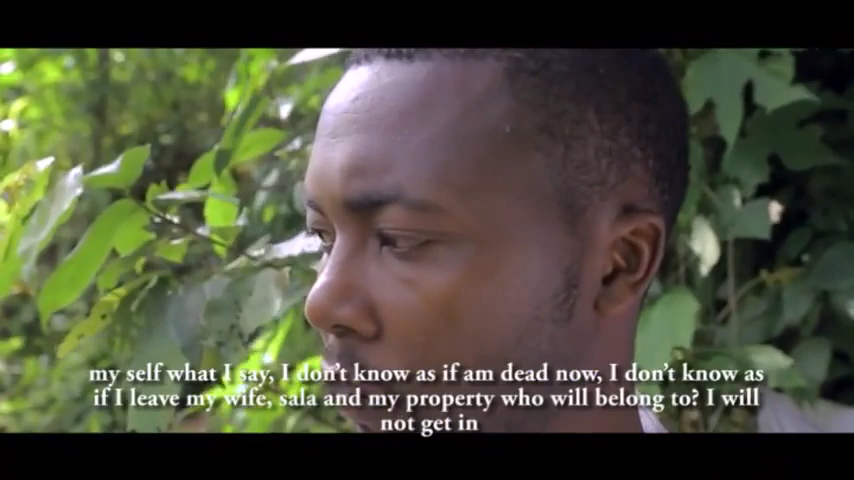 my self what I say, I don't know as if am dead now, I don't know as
if I leave my wife, sala and my property who will belong to? I will
not get in